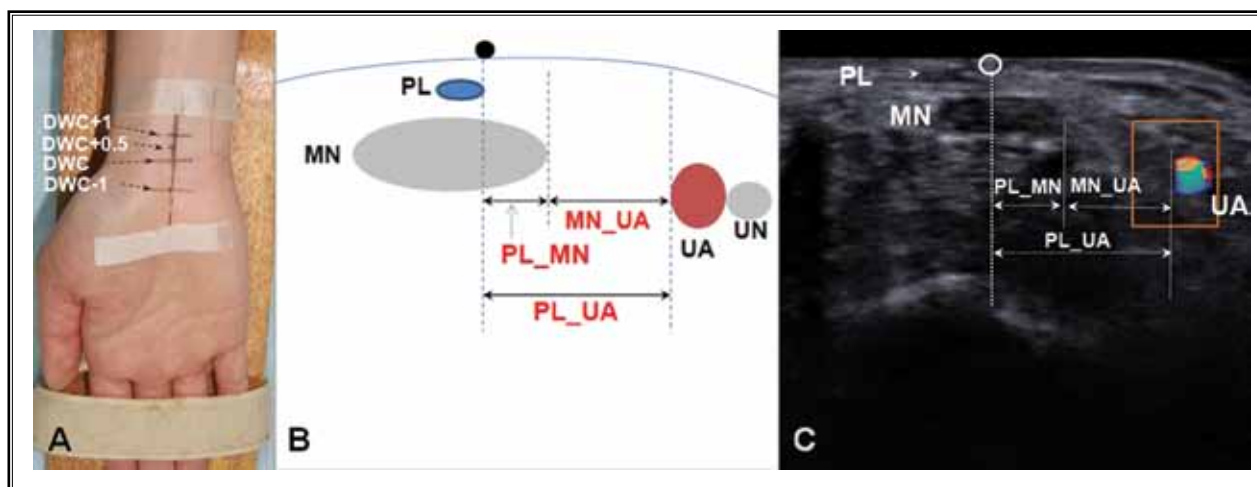 DWC+1
DWC+0.5
DWC
DWC-1
A
PL
MN
MN_UA
PL_MN
UA
UN
PL_UA
B
PL
MN
PL_MN
MN_UA
UA
PL_UA
C